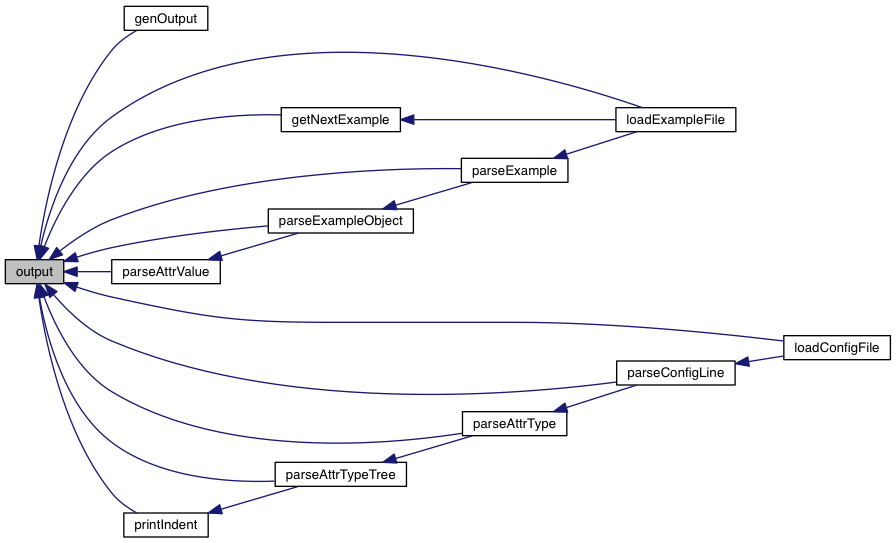 genOutput
getNextExample
loadExampleFile
parseExample
parseExampleObject
output
parseAttrValue
loadConfigFile
parseConfigLine
parseAttrType
parseAttrTypeTree
printIndent